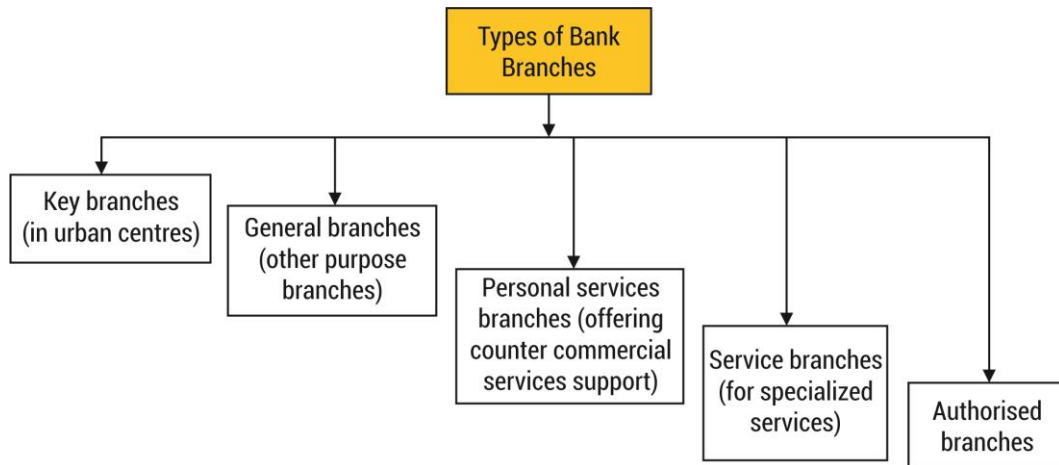 Types of Bank
Branches
Key branches
(in urban centres)
General branches
(other purpose
branches)
Personal services
branches (offering
counter commercial
services support)
Service branches
(for specialized
services)
Authorised
branches